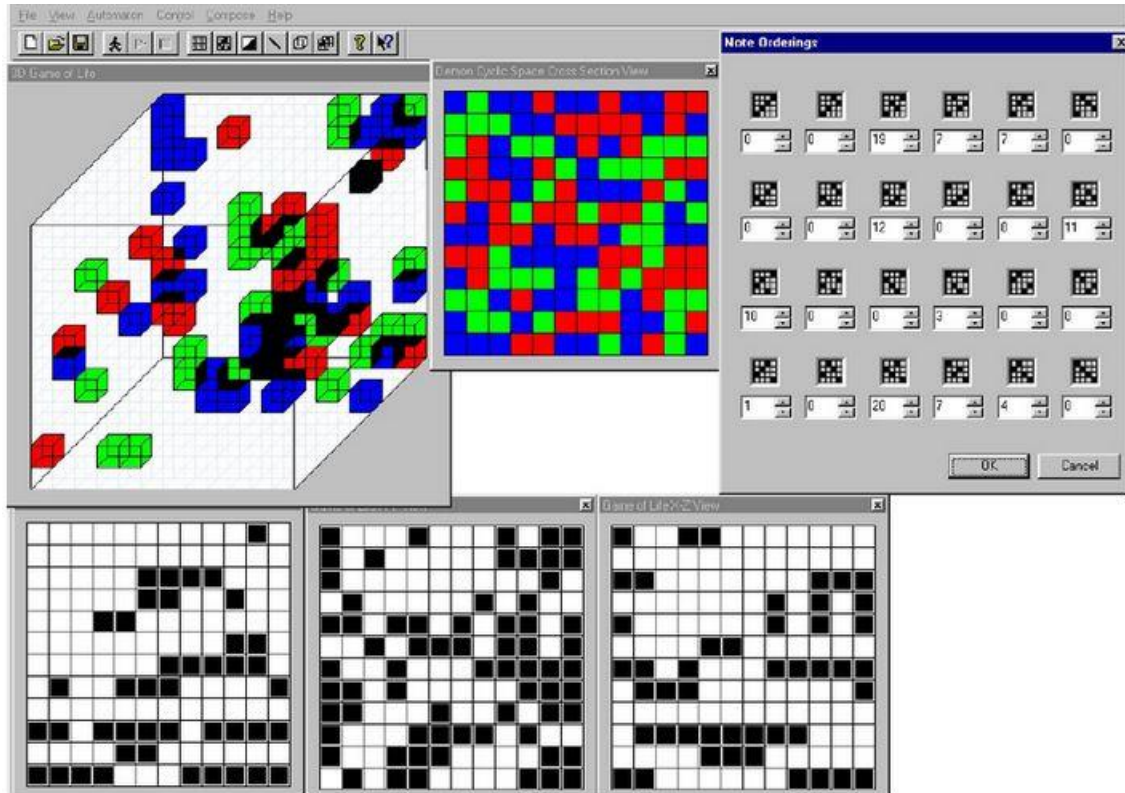 File View Automaton Control Compose Help
3D Game of Life
Demon Cyclic Space Cross Section View
Note Orderings
0 0 19 7 7 0
0 0 12 0 0 11
10 0 0 3 0 0
1 0 20 7 4 0
OK Cancel
Game of Life X-Z View